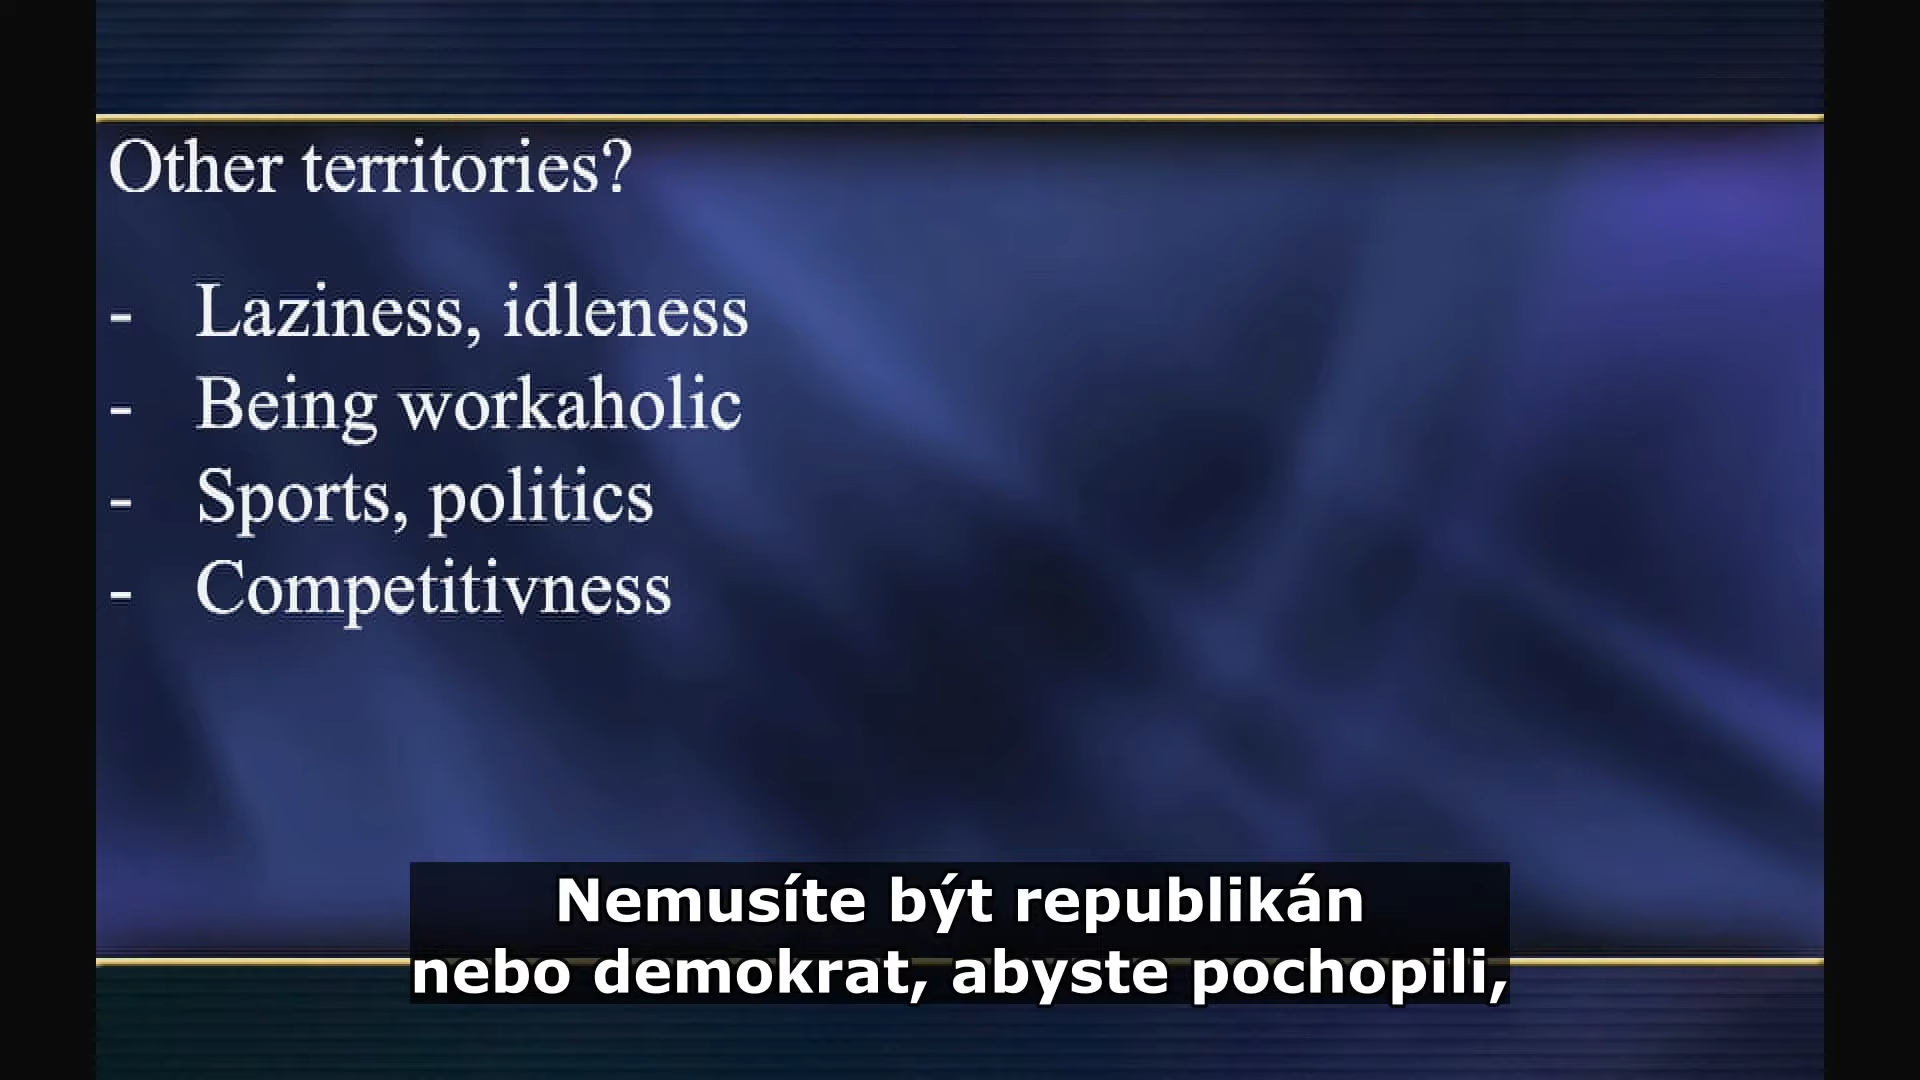 Other territories?
- Laziness, idleness
- Being workaholic
- Sports, politics
- Competitivness
Nemusíte být republikán
nebo demokrat, abyste pochopili,